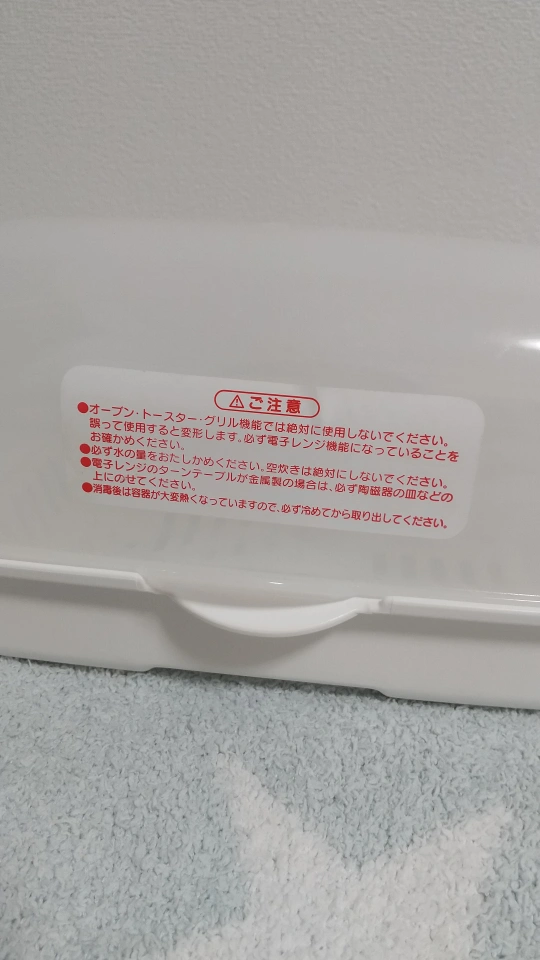 ⚠ご注意
●オーブン・トースター・グリル機能では絶対に使用しないでください。
誤って使用すると変形します。必ず電子レンジ機能になっていることを
お確かめください。
●必ず水の量をおたしかめください。空炊きは絶対にしないでください。
●電子レンジのターンテーブルが金属製の場合は、必ず陶磁器の皿などの
上にのせてください。
●消毒後は容器が大変熱くなっていますので、必ず冷めてから取り出してください。